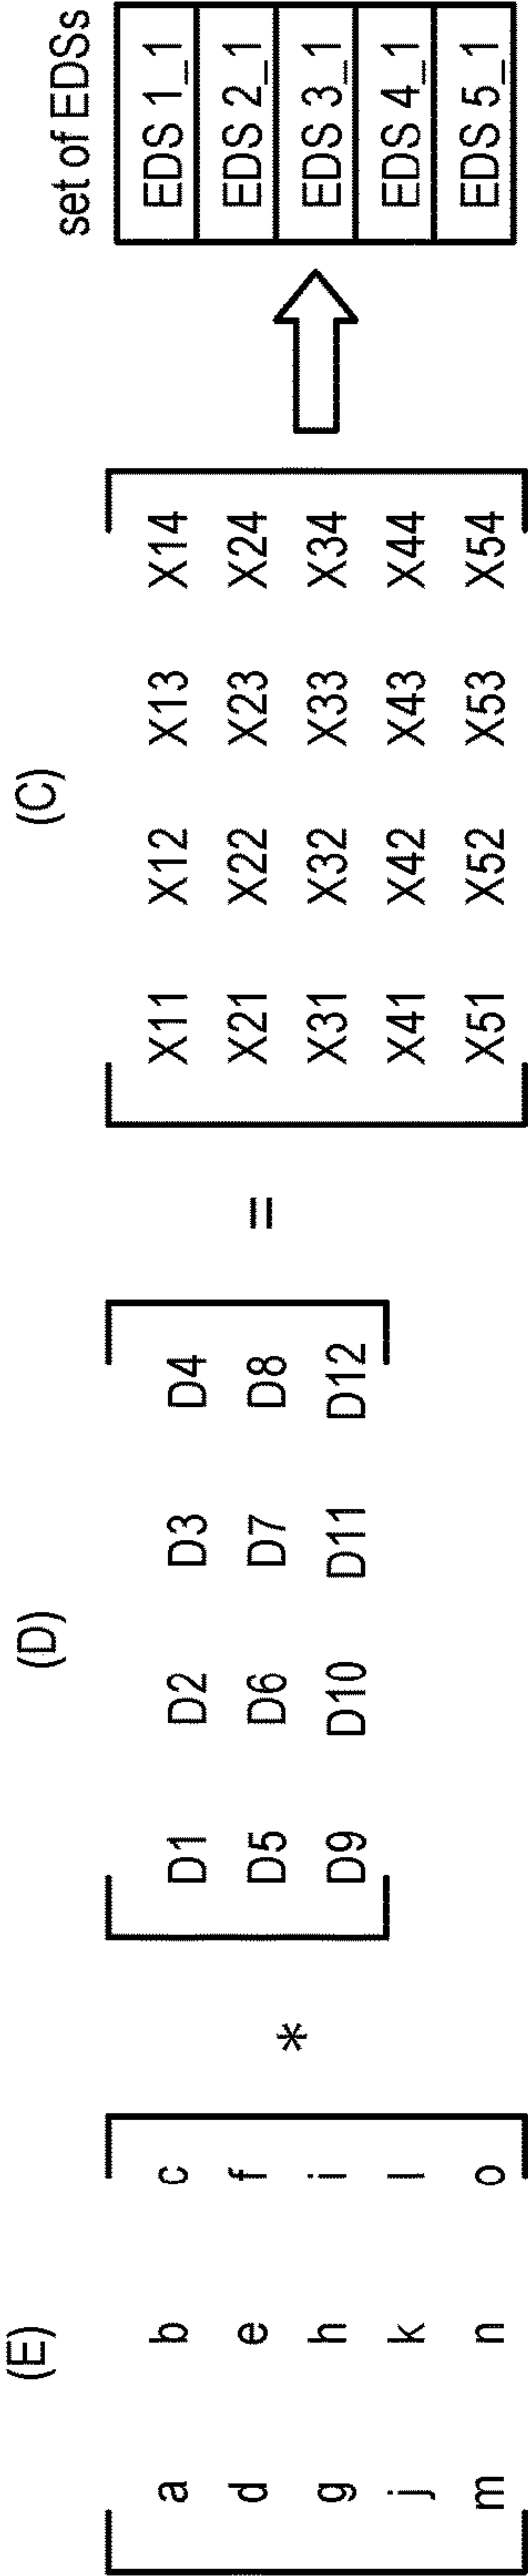 (E)
a b c
d e f
g h i
j k l
m n o
*
(D)
D1 D2 D3 D4
D5 D6 D7 D8
D9 D10 D11 D12
=
(C)
X11 X12 X13 X14
X21 X22 X23 X24
X31 X32 X33 X34
X41 X42 X43 X44
X51 X52 X53 X54
set of EDSs
EDS 1_1
EDS 2_1
EDS 3_1
EDS 4_1
EDS 5_1